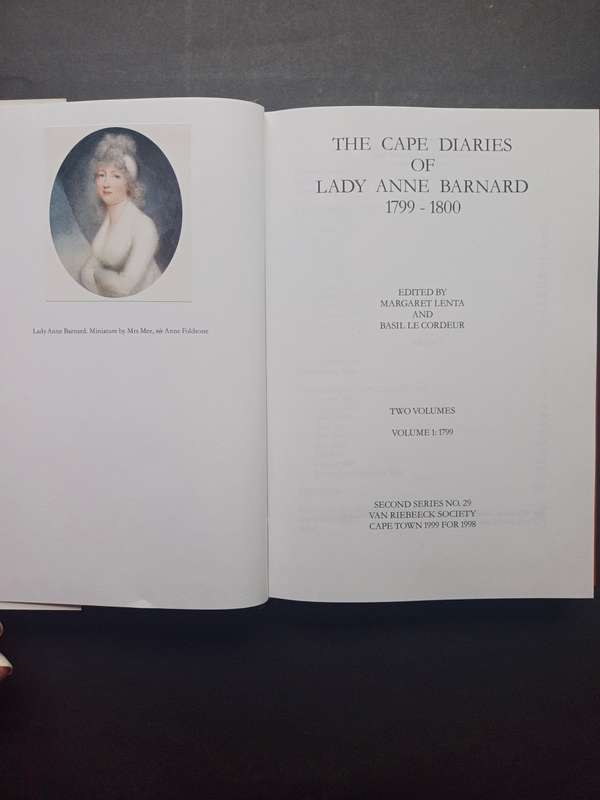 Lady Anne Barnard. Miniature by Mrs Mee, née Anne Foldsone
THE CAPE DIARIES
OF
LADY ANNE BARNARD
1799 - 1800
EDITED BY
MARGARET LENTA
AND
BASIL LE CORDEUR
TWO VOLUMES
VOLUME 1: 1799
SECOND SERIES NO. 29
VAN RIEBEECK SOCIETY
CAPE TOWN 1999 FOR 1998